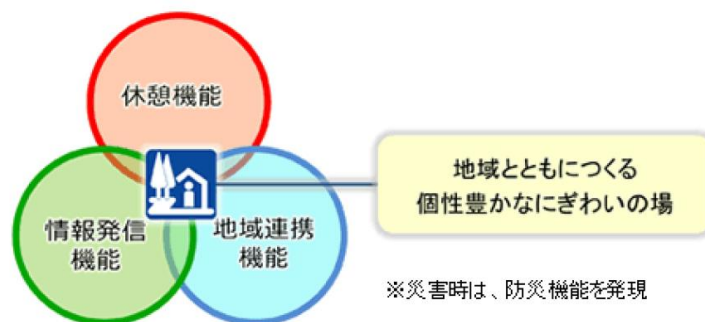 休憩機能
情報発信
機能
地域連携
機能
地域とともにつくる
個性豊かなにぎわいの場
※災害時は、防災機能を発現